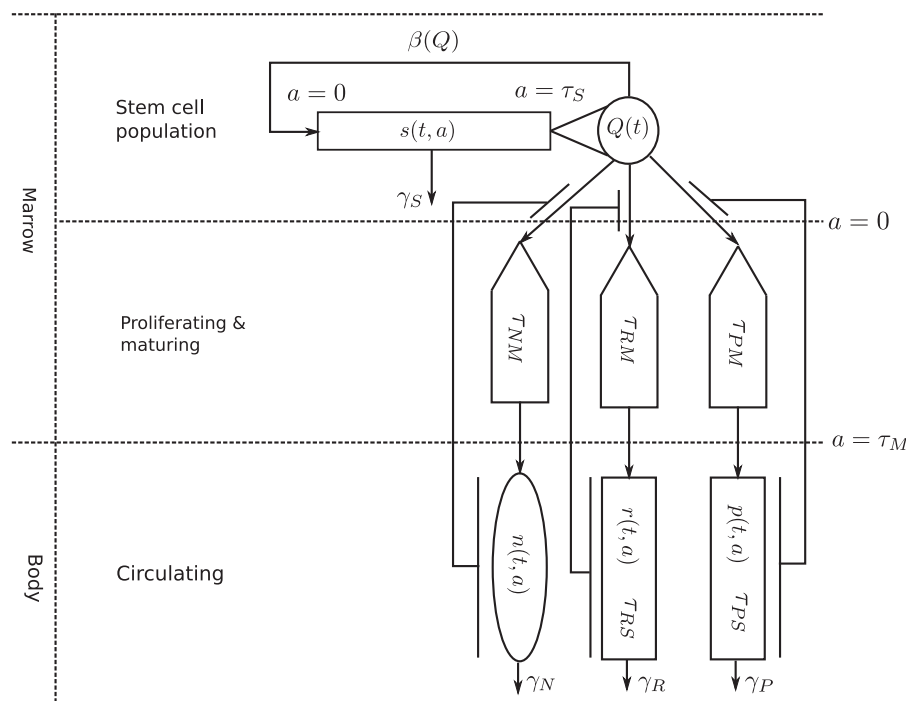 β(Q)
a = 0
a = τ_S
Stem cell
population
s(t, a)
Q(t)
γ_S
Marrow
a = 0
Proliferating &
maturing
τ_NM
τ_RM
τ_PM
a = τ_M
Body
Circulating
n(t, a)
r(t, a) τ_RS
p(t, a) τ_PS
γ_N
γ_R
γ_P